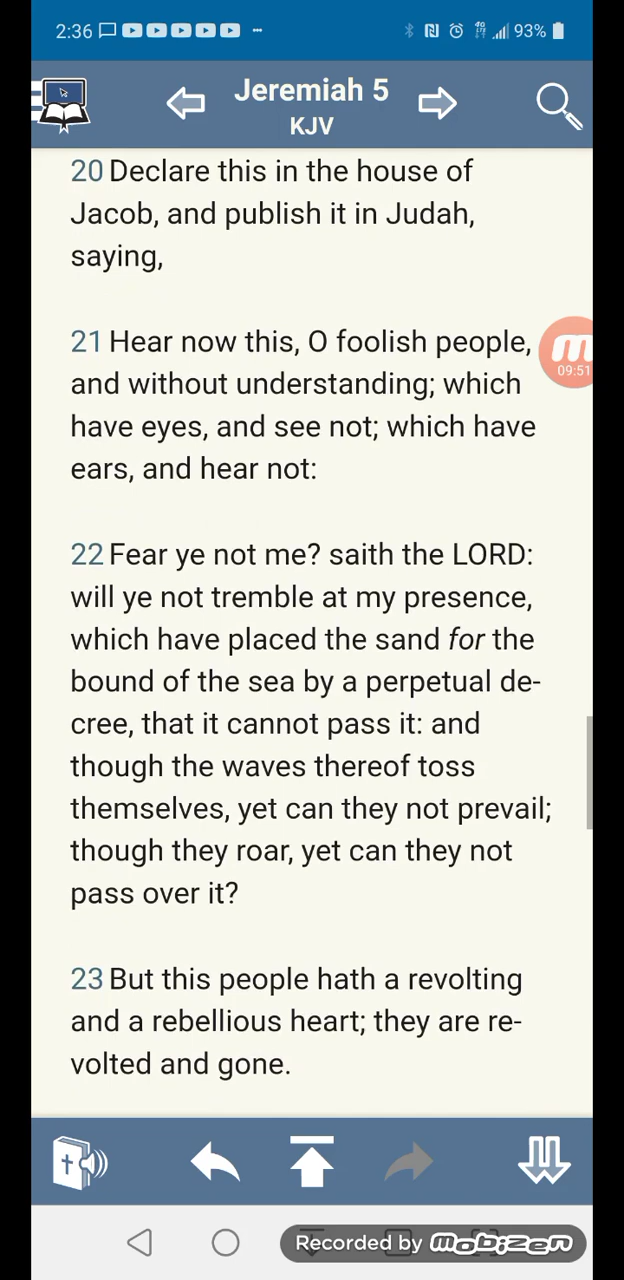 2:36 93%
Jeremiah 5
KJV
20 Declare this in the house of
Jacob, and publish it in Judah,
saying,
21 Hear now this, O foolish people,
and without understanding; which
have eyes, and see not; which have
ears, and hear not:
09:51
22 Fear ye not me? saith the LORD:
will ye not tremble at my presence,
which have placed the sand for the
bound of the sea by a perpetual de-
cree, that it cannot pass it: and
though the waves thereof toss
themselves, yet can they not prevail;
though they roar, yet can they not
pass over it?
23 But this people hath a revolting
and a rebellious heart; they are re-
volted and gone.
Recorded by mobizen